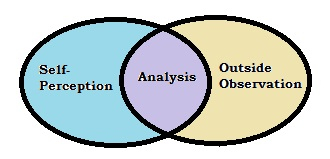 Self-
Perception
Analysis
Outside
Observation